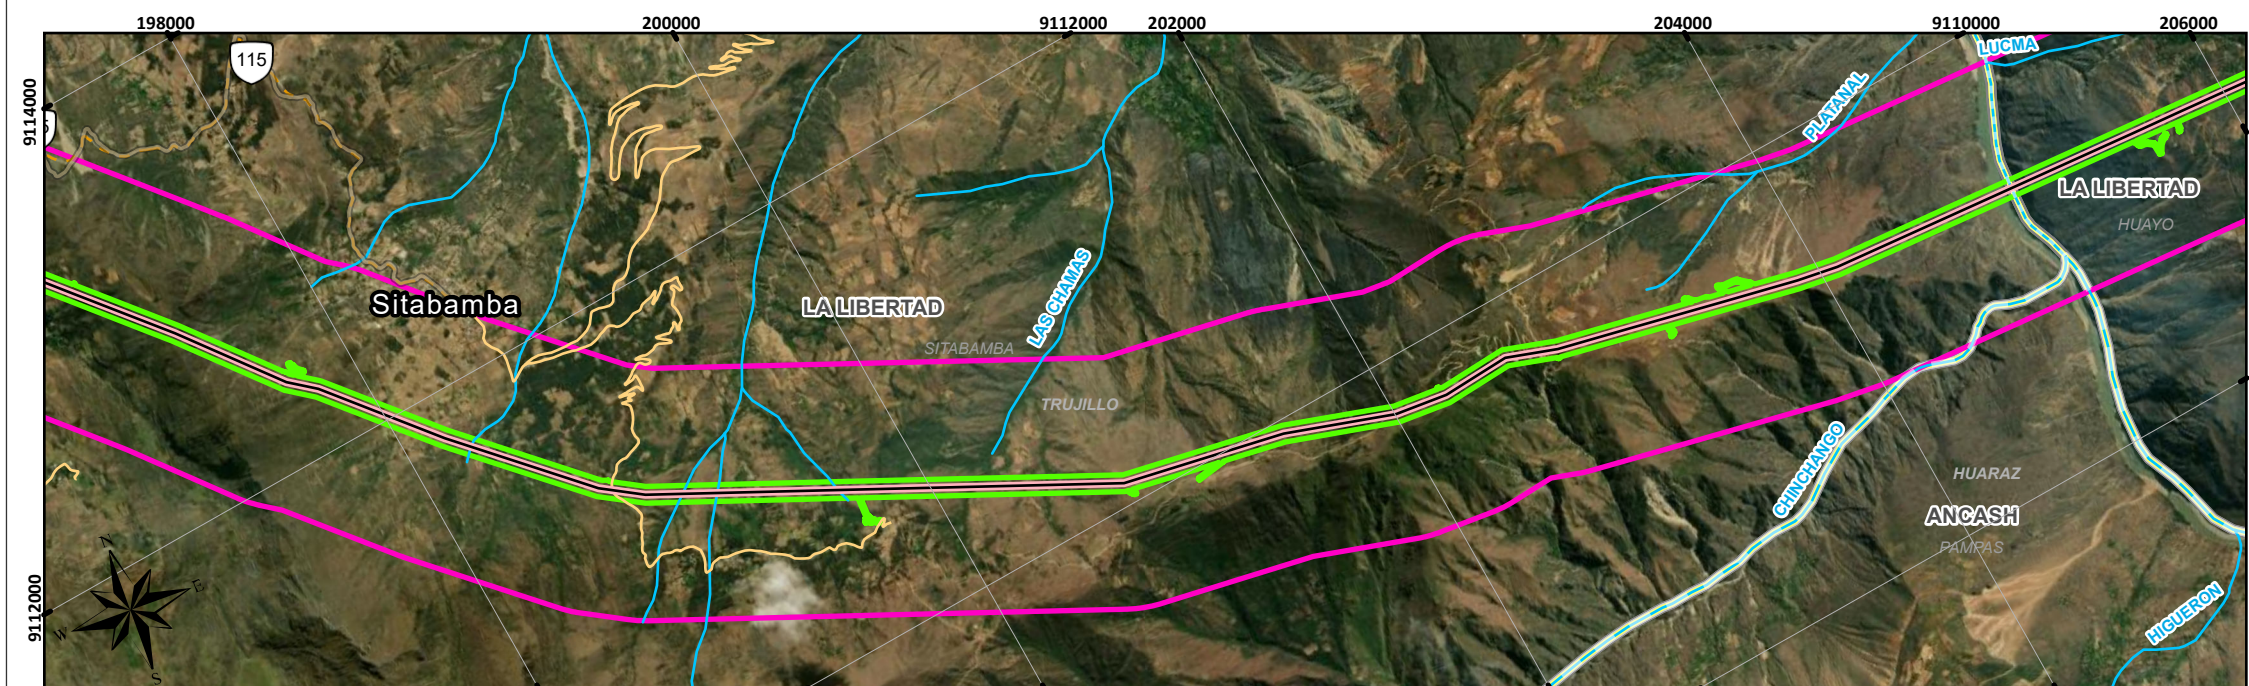 198000
200000
9112000
202000
204000
9110000
206000
LUCMA
115
9114000
PLATANAL
LA LIBERTAD
HUAYO
LAS CHAMAS
Sitabamba
LA LIBERTAD
SITABAMBA
TRUJILLO
CHINCHANGO
HUARAZ
ANCASH
PAMPAS
N
E
W
S
9112000
HIGUERON